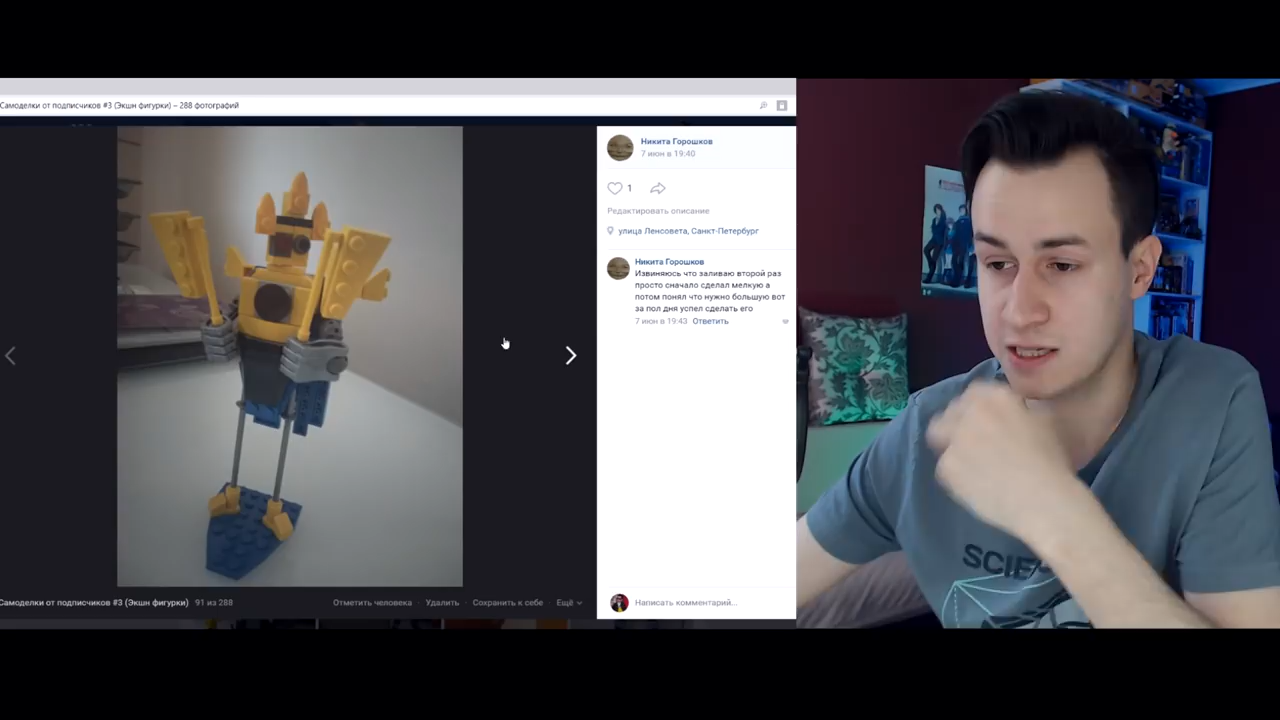 Самоделки от подписчиков #3 (Экшн фигурки) – 288 фотографий
Никита Горошков
7 июн в 19:40
1
Редактировать описание
улица Ленсовета, Санкт-Петербург
Никита Горошков
Извиняюсь что заливаю второй раз
просто сначало сделал мелкую а
потом понял что нужно большую вот
за пол дня успел сделать его
7 июн в 19:43 Ответить
Самоделки от подписчиков #3 (Экшн фигурки) 91 из 288
Отметить человека · Удалить · Сохранить к себе · Ещё
Написать комментарий...